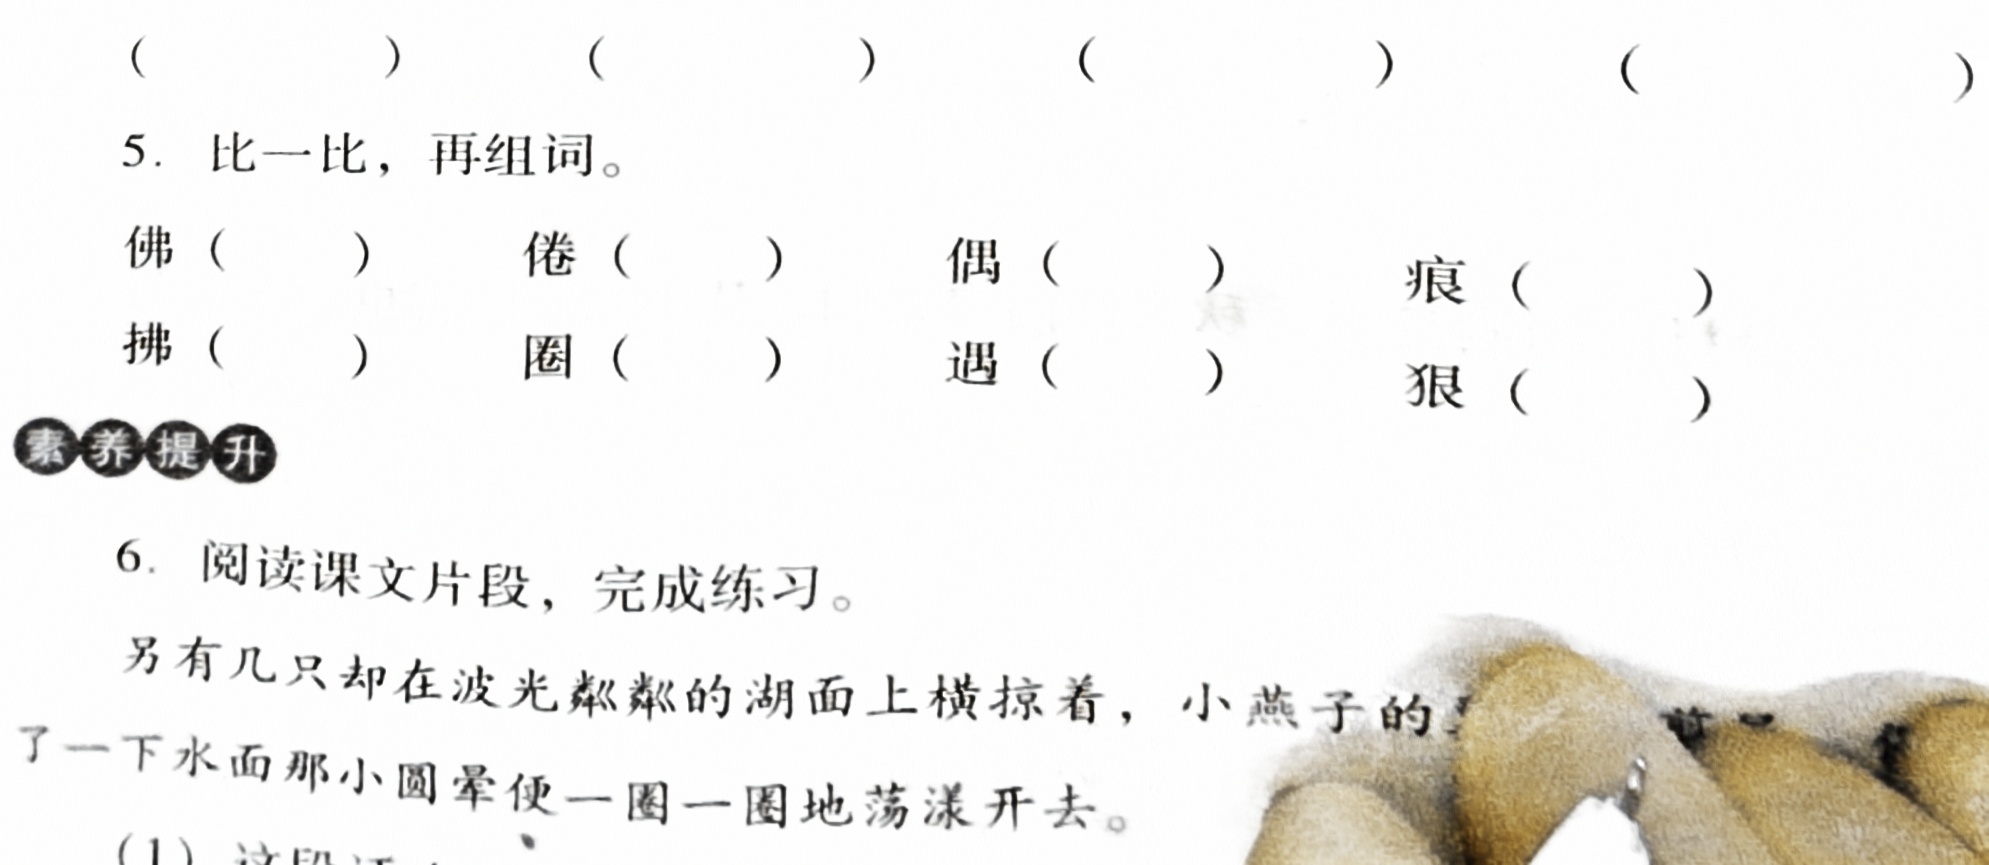 （ ） （ ） （ ） （ ）
5. 比一比，再组词。
佛（ ） 倦（ ） 偶（ ） 痕（ ）
拂（ ） 圈（ ） 遇（ ） 狠（ ）
素养提升
6. 阅读课文片段，完成练习。
另有几只却在波光粼粼的湖面上横掠着，小燕子的
了一下水面那小圆晕便一圈一圈地荡漾开去。
（1）这段话